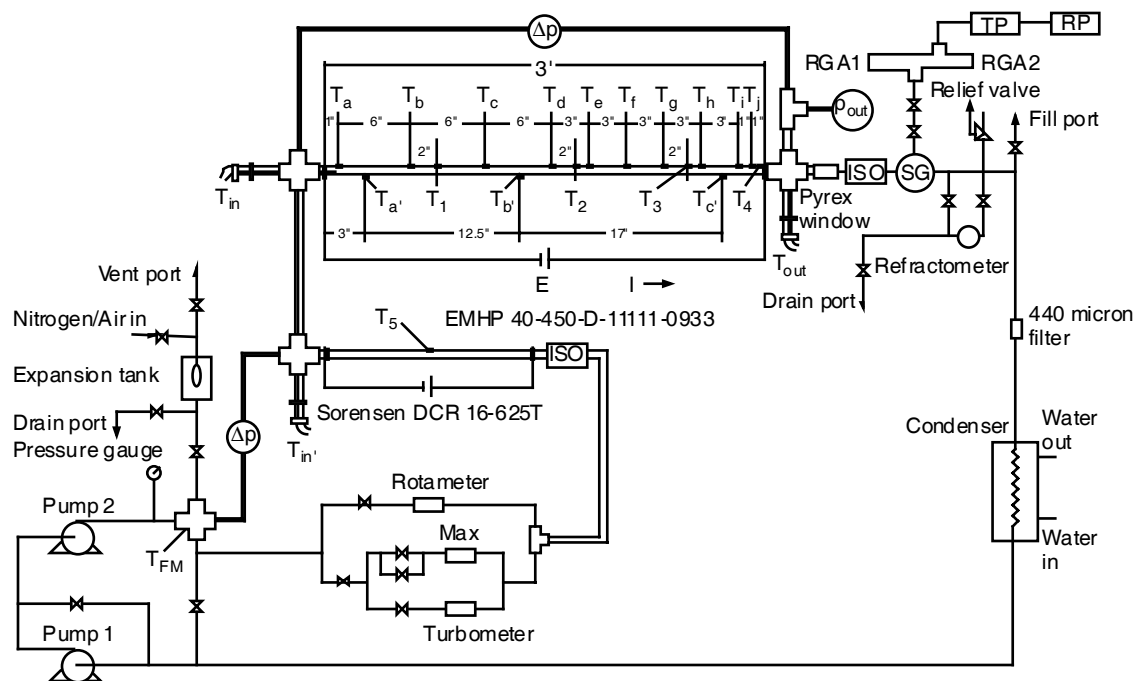 Δp
TP
RP
RGA1
RGA2
3'
Relief valve
Ta
Tb
Tc
Td
Te
Tf
Tg
Th
Ti
Tj
pout
Fill port
1"
6"
6"
6"
3"
3"
3"
3"
3'
1"
1"
2"
2"
2"
Tin
ISO
SG
Ta'
T1
Tb'
T2
T3
Tc'
T4
Pyrex
window
3"
12.5"
17"
Tout
Refractometer
E
I
Drain port
Vent port
Nitrogen/Air in
T5
EMHP 40-450-D-11111-0933
440 micron
filter
ISO
Expansion tank
Drain port
Sorensen DCR 16-625T
Pressure gauge
Δp
Tin'
Condenser
Water
out
Pump 2
Rotameter
TFM
Max
Water
in
Turbometer
Pump 1